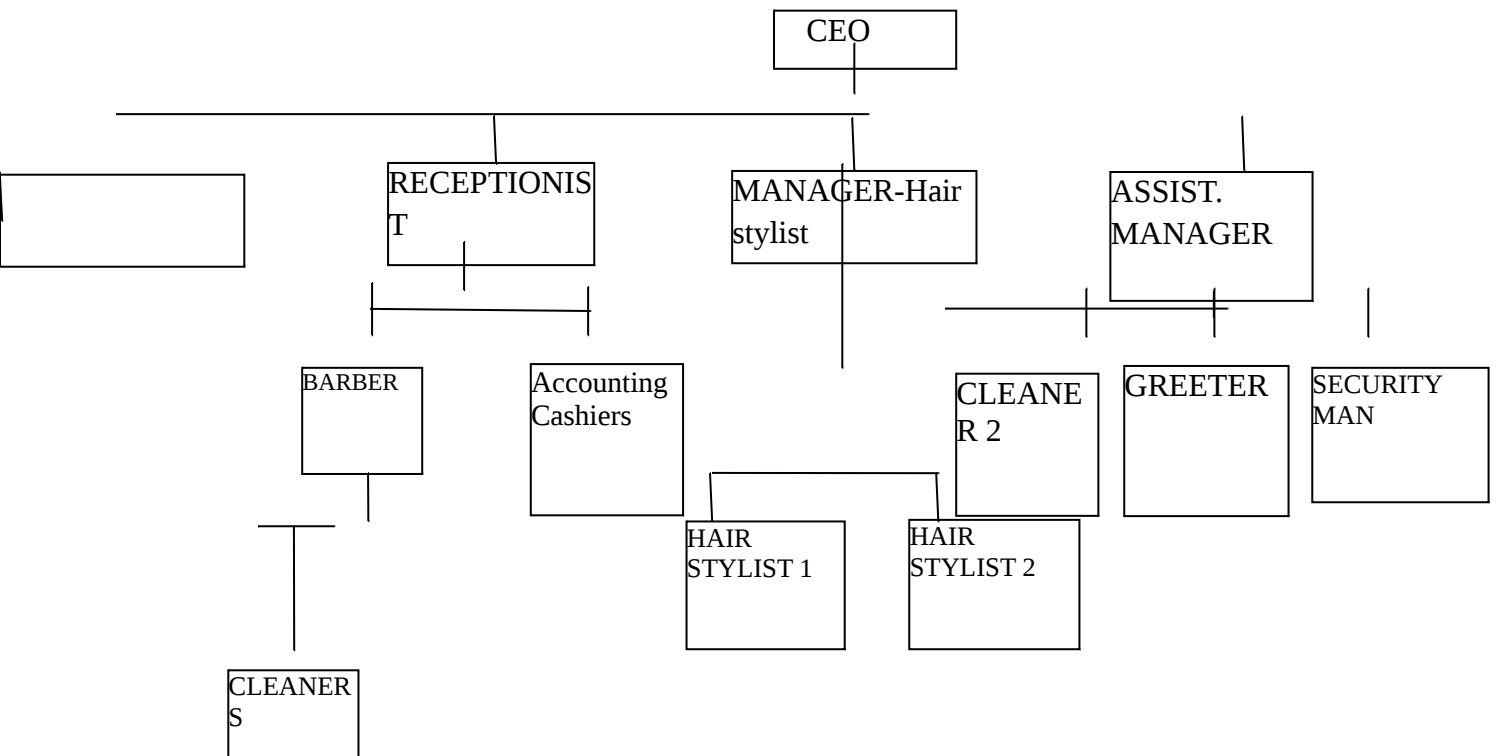 CEO
RECEPTIONIS
T
MANAGER-Hair
stylist
ASSIST.
MANAGER
BARBER
Accounting
Cashiers
CLEANE
R 2
GREETER
SECURITY
MAN
HAIR
STYLIST 1
HAIR
STYLIST 2
CLEANER
S